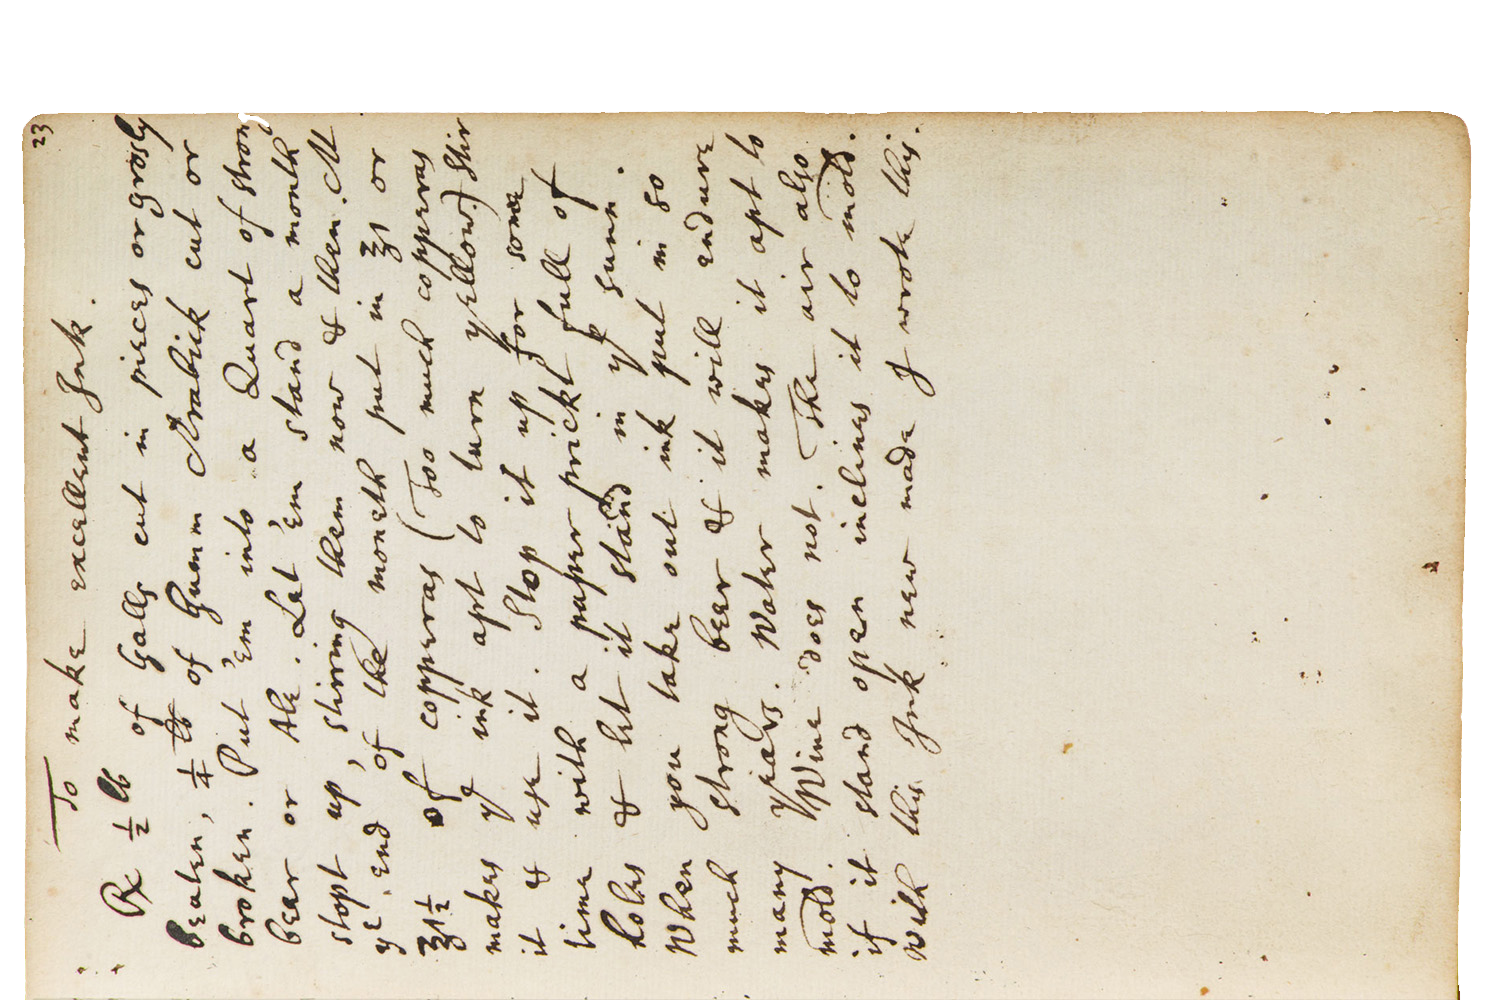 23
To make excellent Ink.
℞ ½ lb of Galls cut in pieces or grosly
beaten, ¼ lb of Gumm Arabick cut or
broken. Put 'em into a Quart of strong
bear or Ale. Let 'em stand a month
stopt up, stirring them now & then. At
yᵉ end of the moneth put in ℥1 or
℥1½ of copperas (Too much copperas
makes yᵉ ink apt to turn yellow.) Stir
it & use it. Stop it up for some
time with a paper prickt full of
holes & let it stand in yᵉ sunn.
When you take out ink put in so
much strong beer & it will endure
many years. Water makes it apt to
mold. Wine does not. The air also
if it stand open inclines it to mold.
With this Ink new made I wrote this.